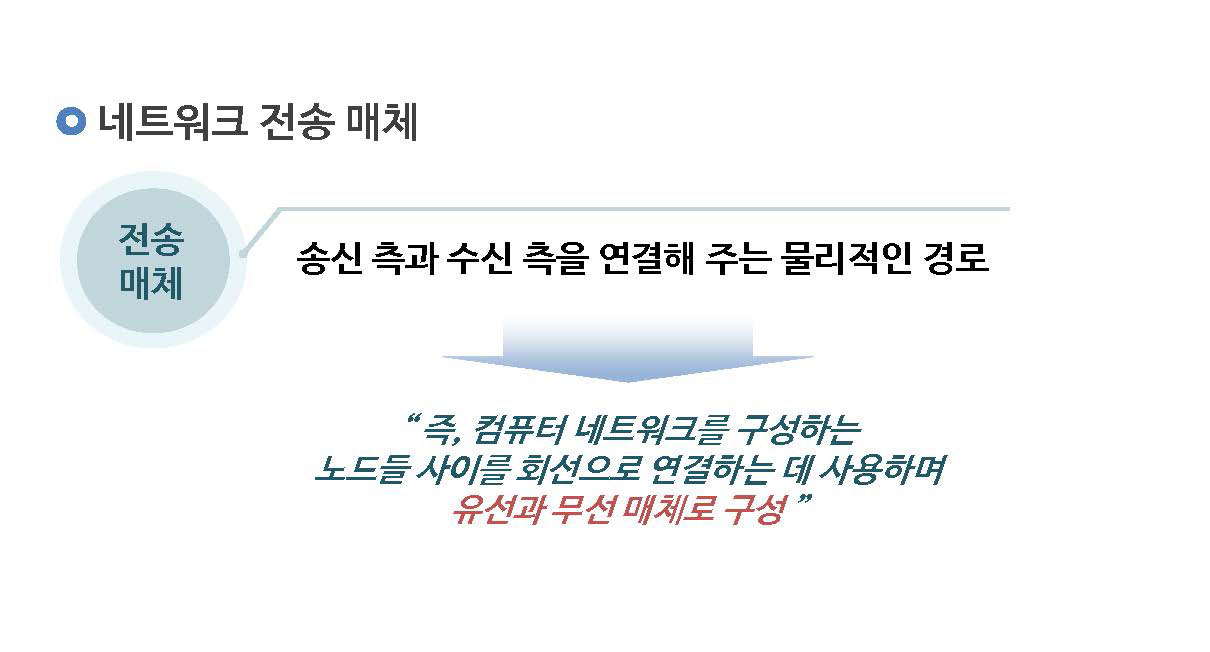 네트워크 전송 매체
전송
매체
송신 측과 수신 측을 연결해 주는 물리적인 경로
“ 즉, 컴퓨터 네트워크를 구성하는
노드들 사이를 회선으로 연결하는 데 사용하며
유선과 무선 매체로 구성 ”